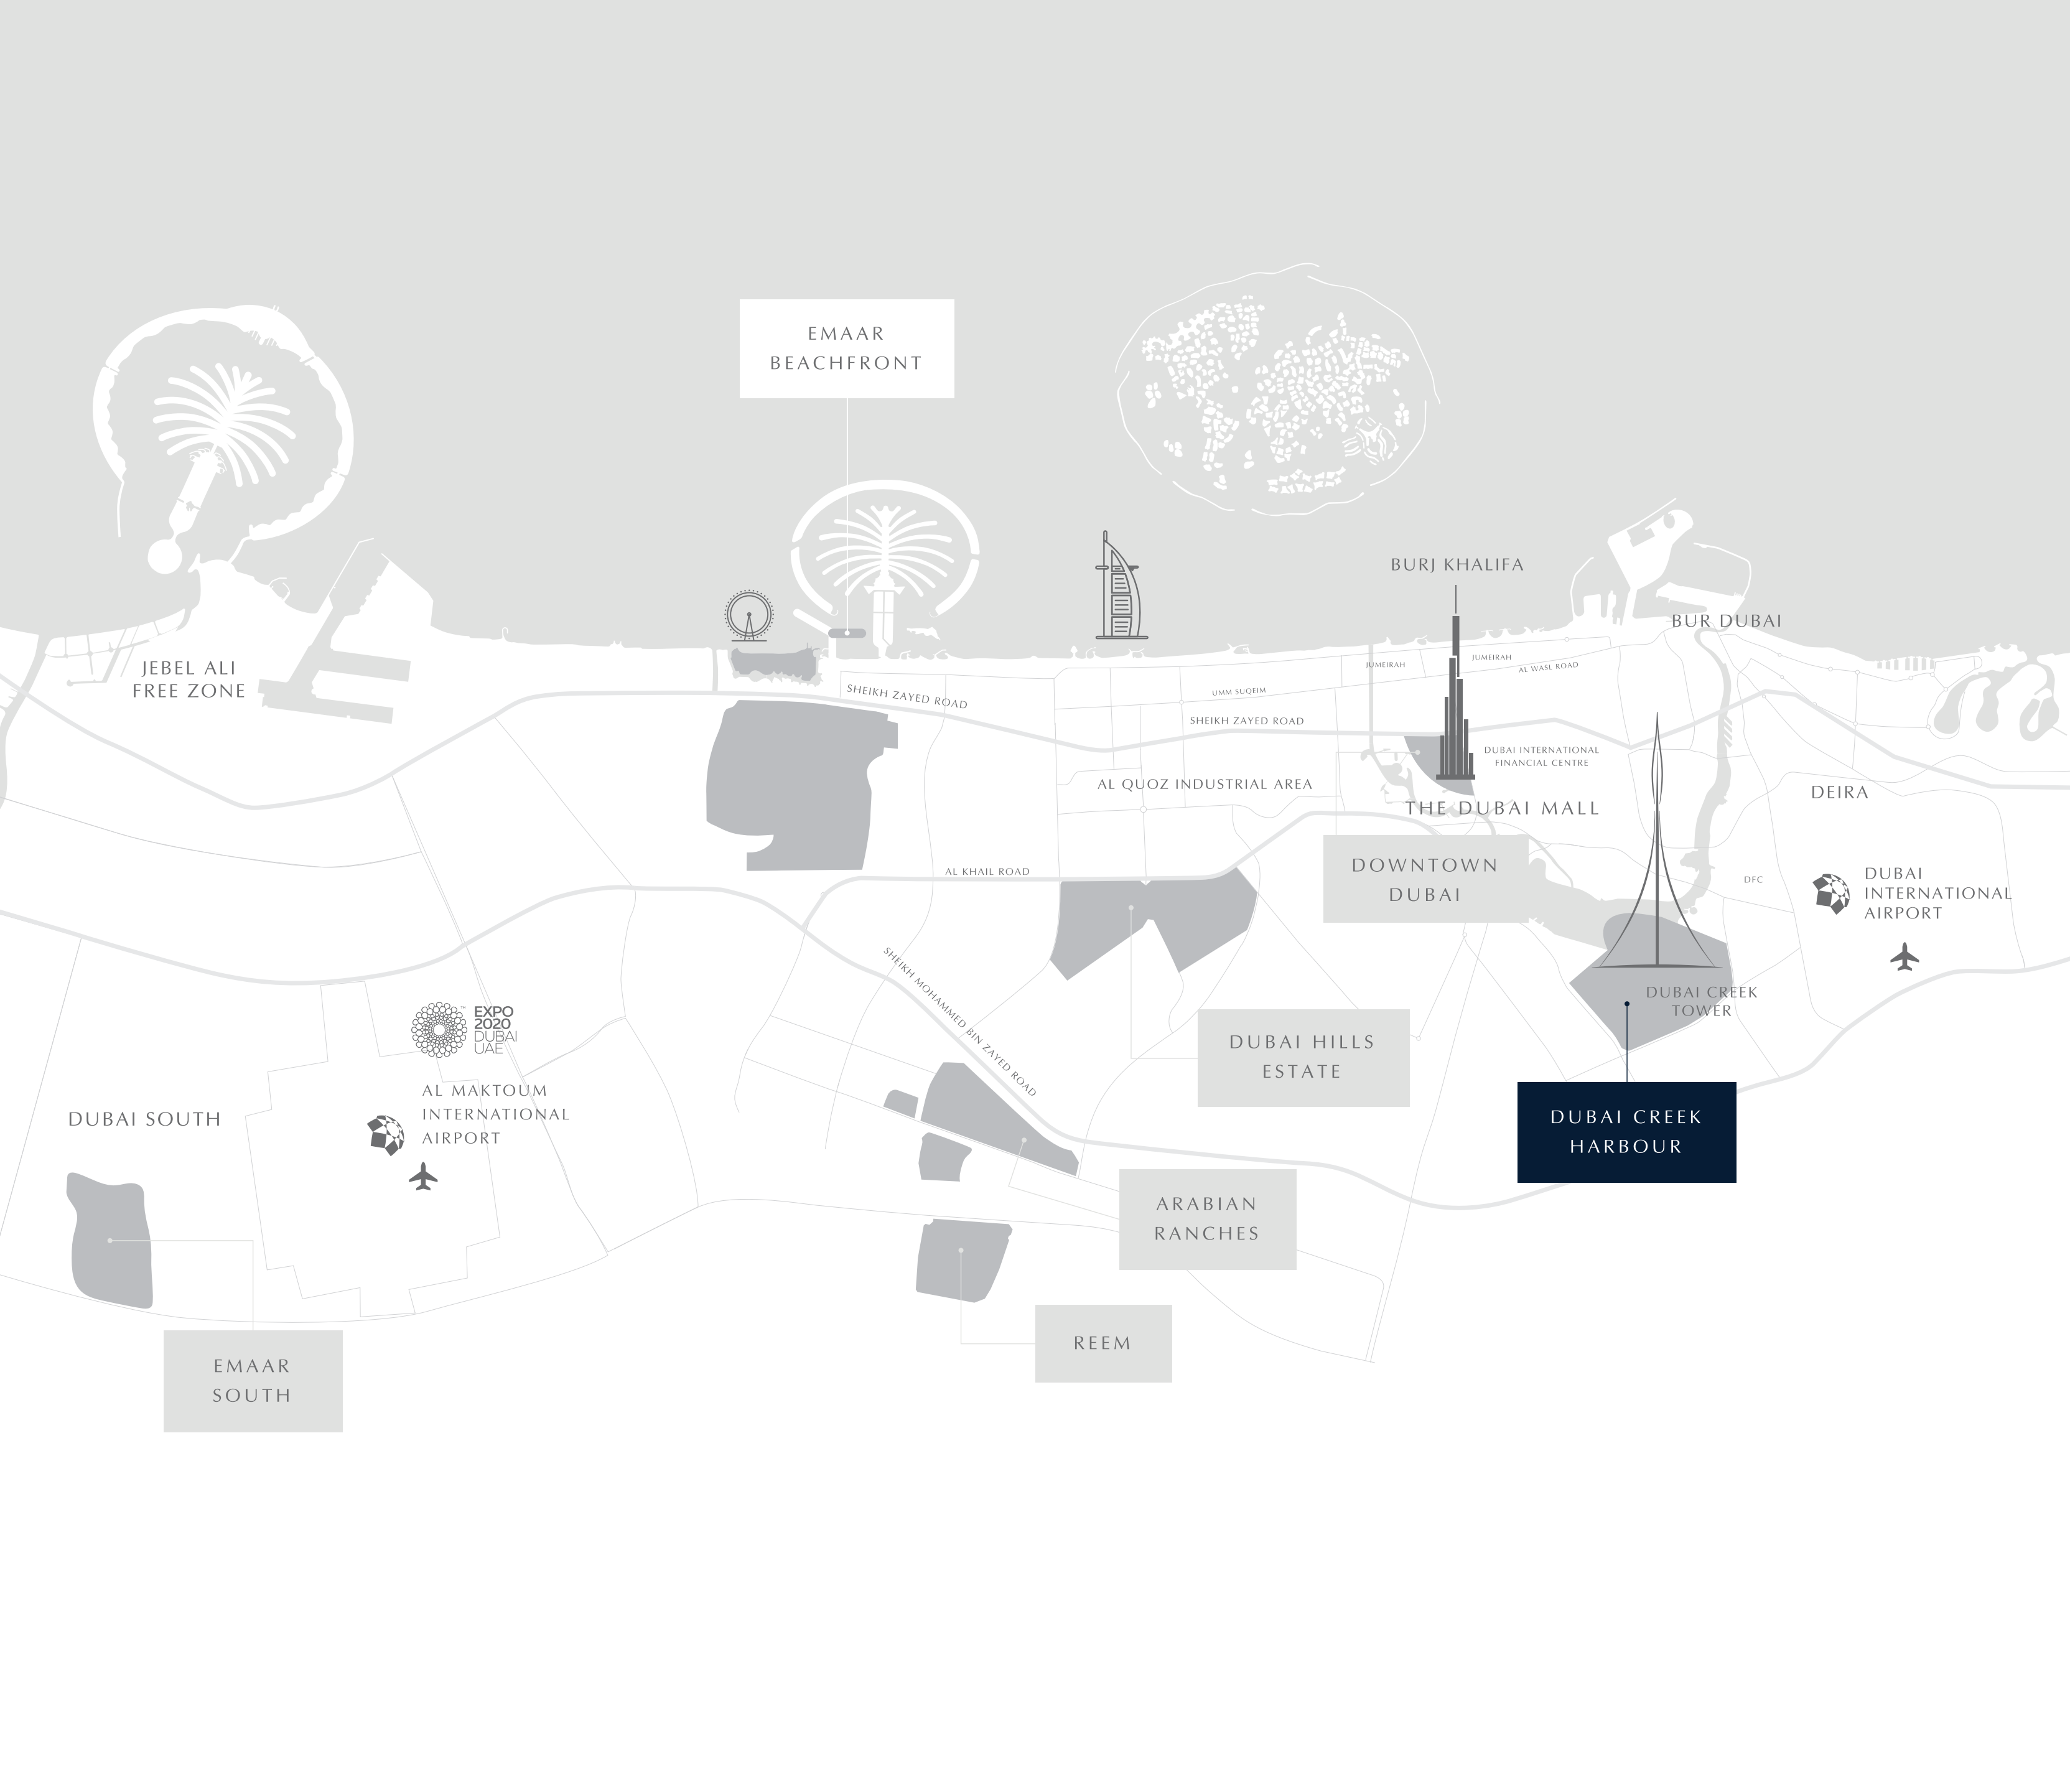 EMAAR
BEACHFRONT
BURJ KHALIFA
BUR DUBAI
JEBEL ALI
FREE ZONE
SHEIKH ZAYED ROAD
JUMEIRAH
JUMEIRAH
AL WASL ROAD
UMM SUQEIM
SHEIKH ZAYED ROAD
DUBAI INTERNATIONAL
FINANCIAL CENTRE
AL QUOZ INDUSTRIAL AREA
THE DUBAI MALL
DEIRA
AL KHAIL ROAD
DOWNTOWN
DUBAI
DFC
DUBAI
INTERNATIONAL
AIRPORT
SHEIKH MOHAMMED BIN ZAYED ROAD
DUBAI CREEK
TOWER
EXPO
2020
DUBAI
UAE
DUBAI HILLS
ESTATE
AL MAKTOUM
INTERNATIONAL
AIRPORT
DUBAI SOUTH
DUBAI CREEK
HARBOUR
ARABIAN
RANCHES
REEM
EMAAR
SOUTH